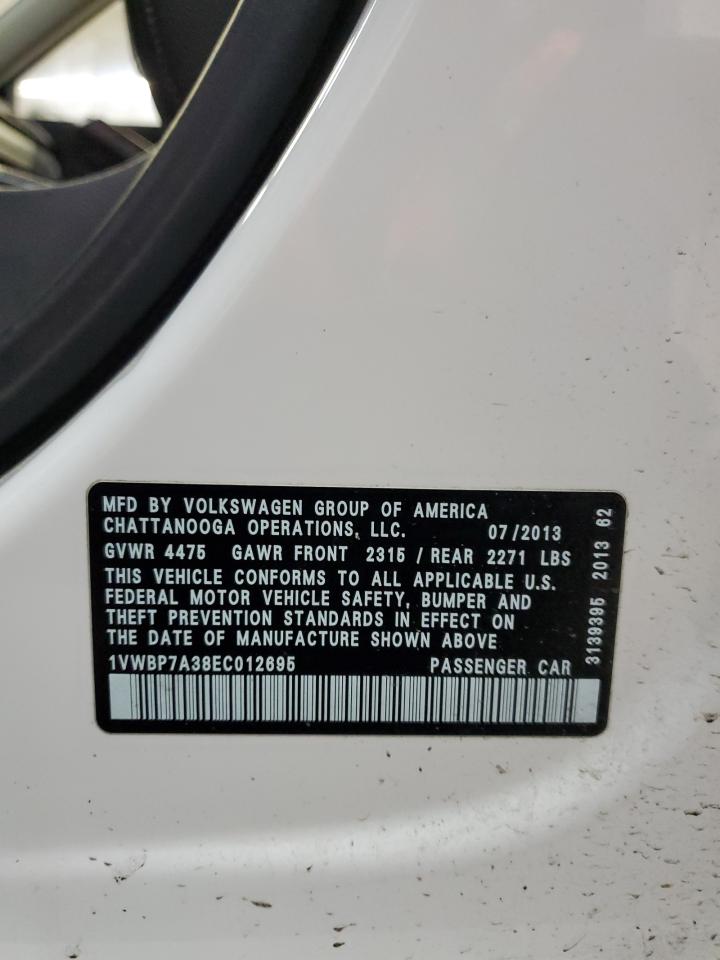 MFD BY VOLKSWAGEN GROUP OF AMERICA
CHATTANOOGA OPERATIONS, LLC. 07/2013
GVWR 4475 GAWR FRONT 2315 / REAR 2271 LBS
THIS VEHICLE CONFORMS TO ALL APPLICABLE U.S.
FEDERAL MOTOR VEHICLE SAFETY, BUMPER AND
THEFT PREVENTION STANDARDS IN EFFECT ON
THE DATE OF MANUFACTURE SHOWN ABOVE
1VWBP7A38EC012695 PASSENGER CAR
3139395 2013 62